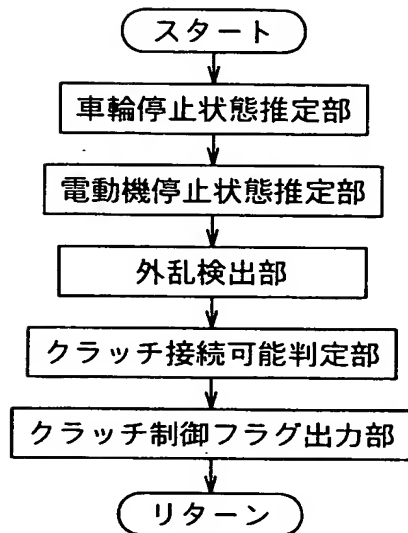 スタート
車輪停止状態推定部
電動機停止状態推定部
外乱検出部
クラッチ接続可能判定部
クラッチ制御フラグ出力部
リターン